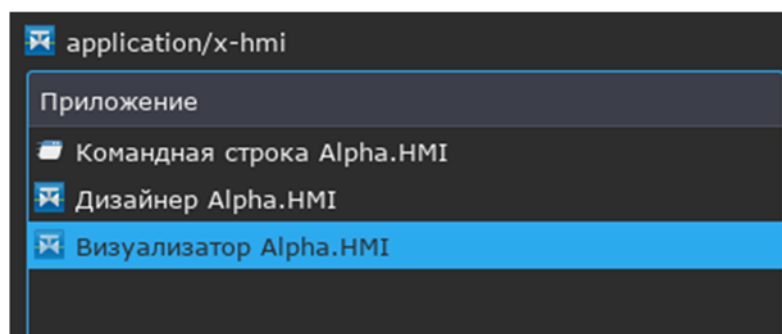 application/x-hmi
Приложение
Командная строка Alpha.HMI
Дизайнер Alpha.HMI
Визуализатор Alpha.HMI